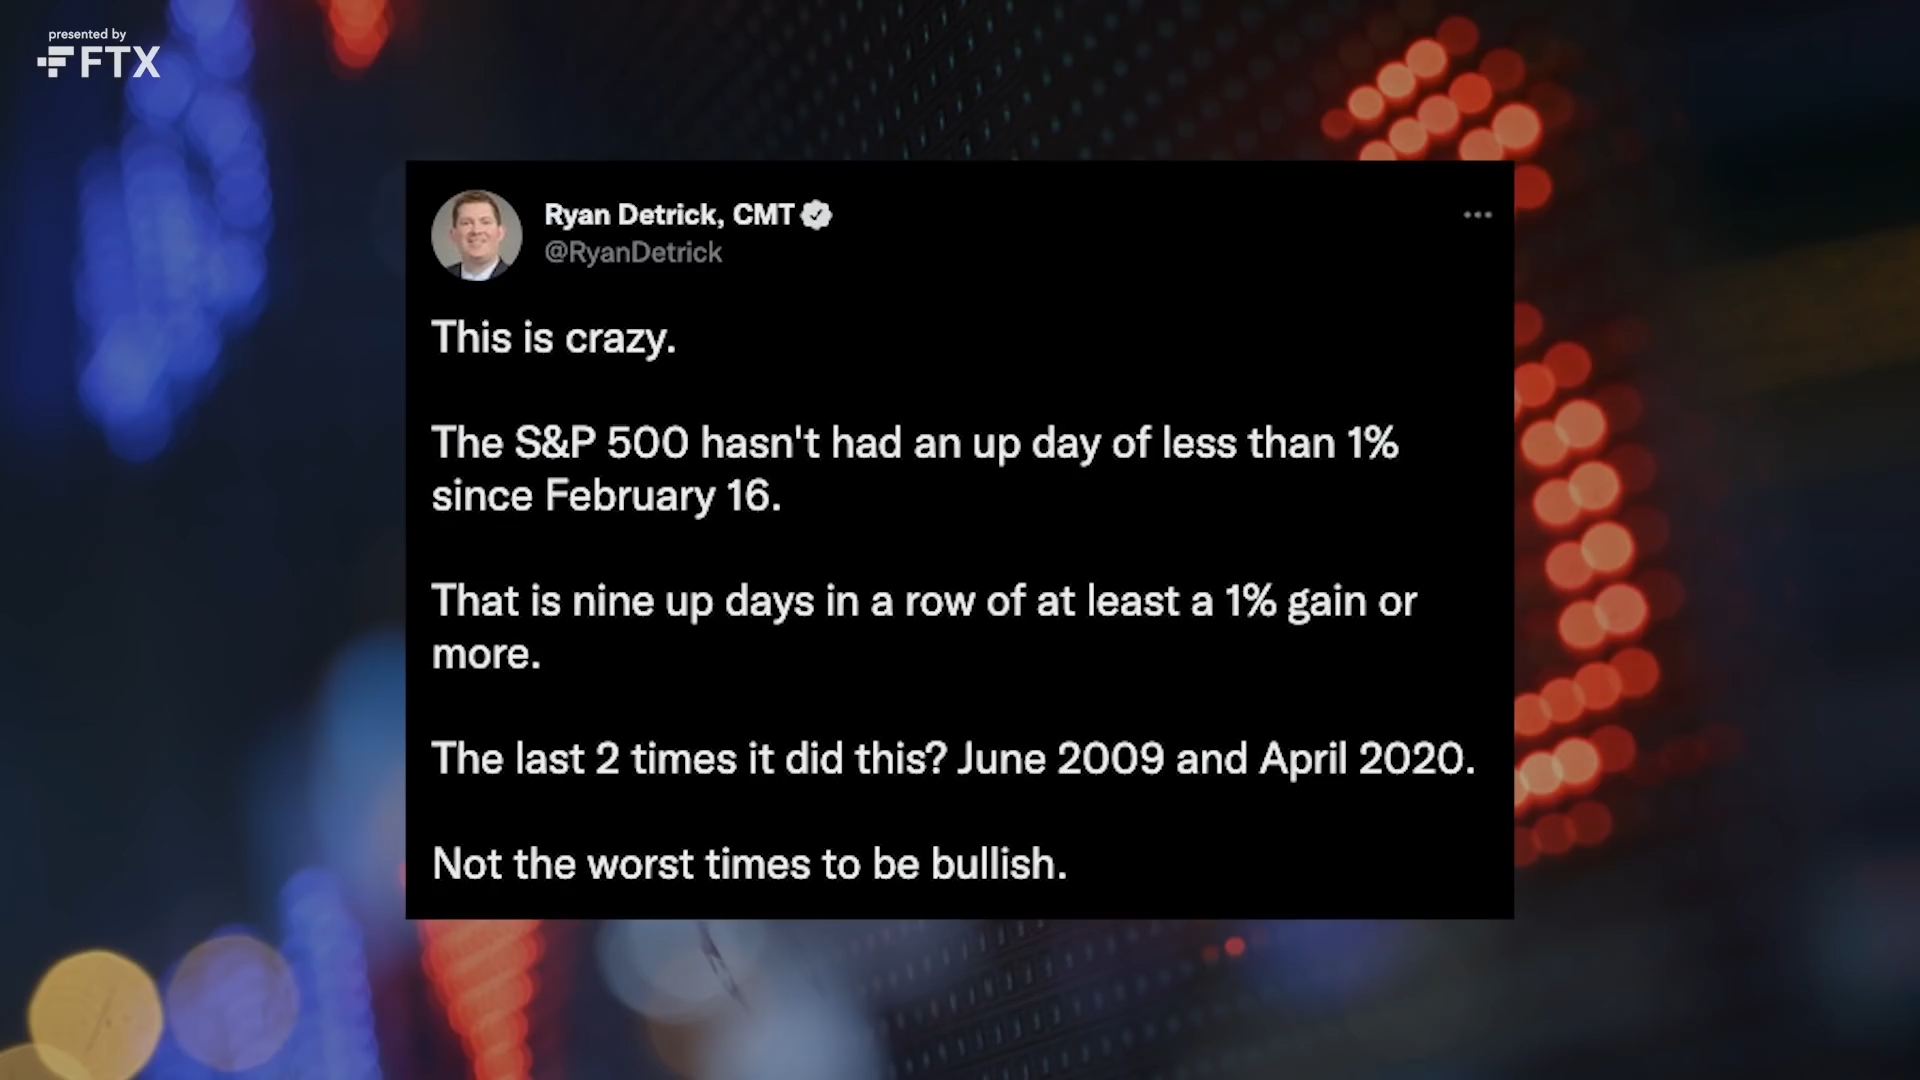 presented by
FTX
Ryan Detrick, CMT
@RyanDetrick
This is crazy.
The S&P 500 hasn't had an up day of less than 1%
since February 16.
That is nine up days in a row of at least a 1% gain or
more.
The last 2 times it did this? June 2009 and April 2020.
Not the worst times to be bullish.